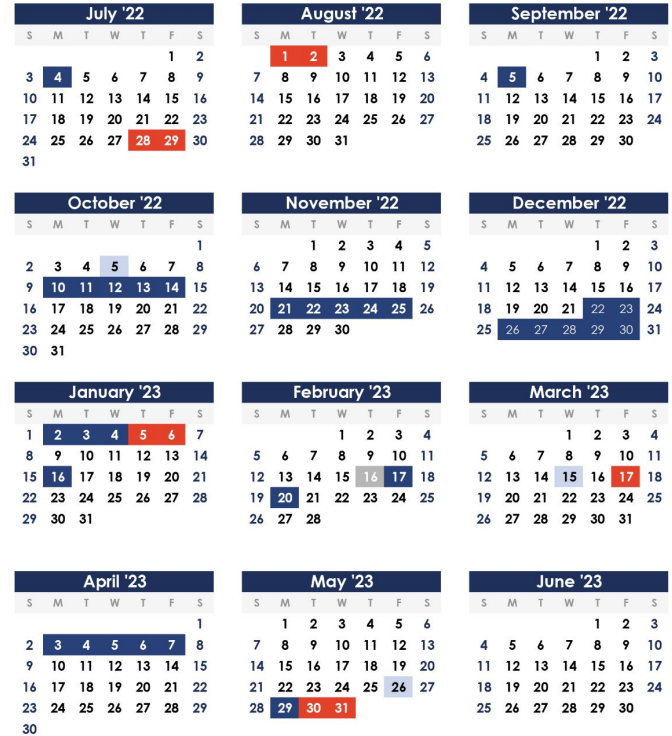 July '22
S M T W T F S
1 2
3 4 5 6 7 8 9
10 11 12 13 14 15 16
17 18 19 20 21 22 23
24 25 26 27 28 29 30
31
August '22
S M T W T F S
1 2 3 4 5 6
7 8 9 10 11 12 13
14 15 16 17 18 19 20
21 22 23 24 25 26 27
28 29 30 31
September '22
S M T W T F S
1 2 3
4 5 6 7 8 9 10
11 12 13 14 15 16 17
18 19 20 21 22 23 24
25 26 27 28 29 30
October '22
S M T W T F S
1
2 3 4 5 6 7 8
9 10 11 12 13 14 15
16 17 18 19 20 21 22
23 24 25 26 27 28 29
30 31
November '22
S M T W T F S
1 2 3 4 5
6 7 8 9 10 11 12
13 14 15 16 17 18 19
20 21 22 23 24 25 26
27 28 29 30
December '22
S M T W T F S
1 2 3
4 5 6 7 8 9 10
11 12 13 14 15 16 17
18 19 20 21 22 23 24
25 26 27 28 29 30 31
January '23
S M T W T F S
1 2 3 4 5 6 7
8 9 10 11 12 13 14
15 16 17 18 19 20 21
22 23 24 25 26 27 28
29 30 31
February '23
S M T W T F S
1 2 3 4
5 6 7 8 9 10 11
12 13 14 15 16 17 18
19 20 21 22 23 24 25
26 27 28
March '23
S M T W T F S
1 2 3 4
5 6 7 8 9 10 11
12 13 14 15 16 17 18
19 20 21 22 23 24 25
26 27 28 29 30 31
April '23
S M T W T F S
1
2 3 4 5 6 7 8
9 10 11 12 13 14 15
16 17 18 19 20 21 22
23 24 25 26 27 28 29
30
May '23
S M T W T F S
1 2 3 4 5 6
7 8 9 10 11 12 13
14 15 16 17 18 19 20
21 22 23 24 25 26 27
28 29 30 31
June '23
S M T W T F S
1 2 3
4 5 6 7 8 9 10
11 12 13 14 15 16 17
18 19 20 21 22 23 24
25 26 27 28 29 30